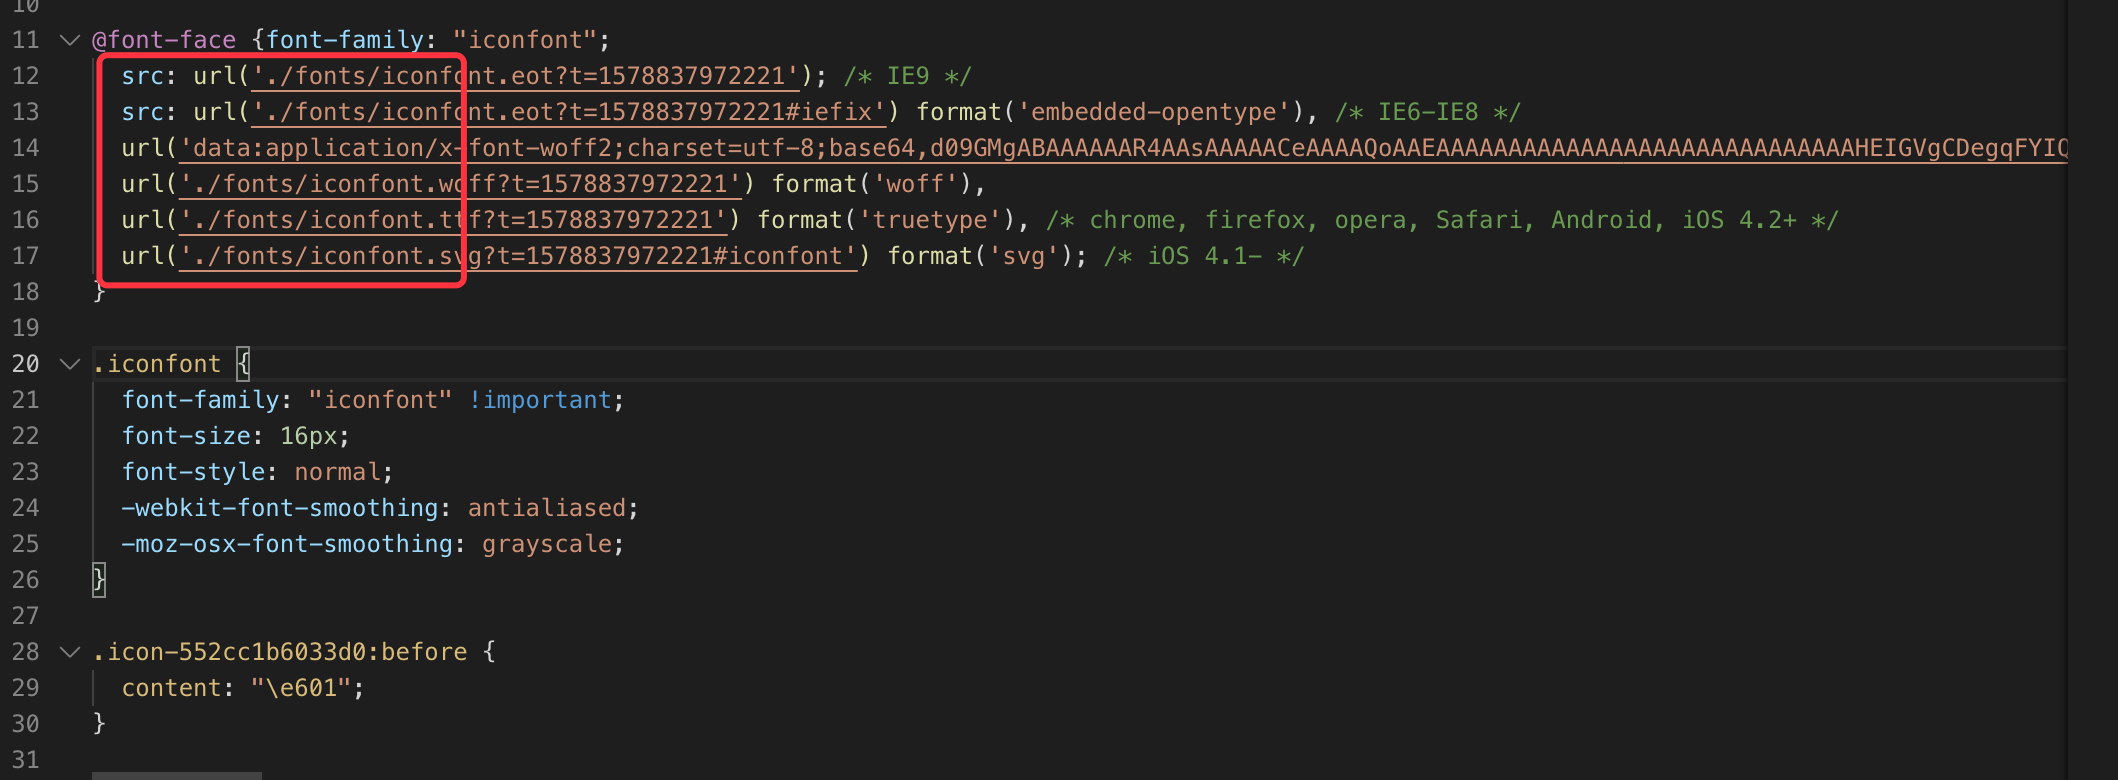 10
11 @font-face {font-family: "iconfont";
12 src: url('./fonts/iconfont.eot?t=1578837972221'); /* IE9 */
13 src: url('./fonts/iconfont.eot?t=1578837972221#iefix') format('embedded-opentype'), /* IE6-IE8 */
14 url('data:application/x-font-woff2;charset=utf-8;base64,d09GMgABAAAAAAR4AAsAAAAACeAAAAQoAAEAAAAAAAAAAAAAAAAAAAAAAAAAAAAAHEIGVgCDegqFYIQ
15 url('./fonts/iconfont.woff?t=1578837972221') format('woff'),
16 url('./fonts/iconfont.ttf?t=1578837972221') format('truetype'), /* chrome, firefox, opera, Safari, Android, iOS 4.2+ */
17 url('./fonts/iconfont.svg?t=1578837972221#iconfont') format('svg'); /* iOS 4.1- */
18 }
19
20 .iconfont {
21 font-family: "iconfont" !important;
22 font-size: 16px;
23 font-style: normal;
24 -webkit-font-smoothing: antialiased;
25 -moz-osx-font-smoothing: grayscale;
26 }
27
28 .icon-552cc1b6033d0:before {
29 content: "\e601";
30 }
31